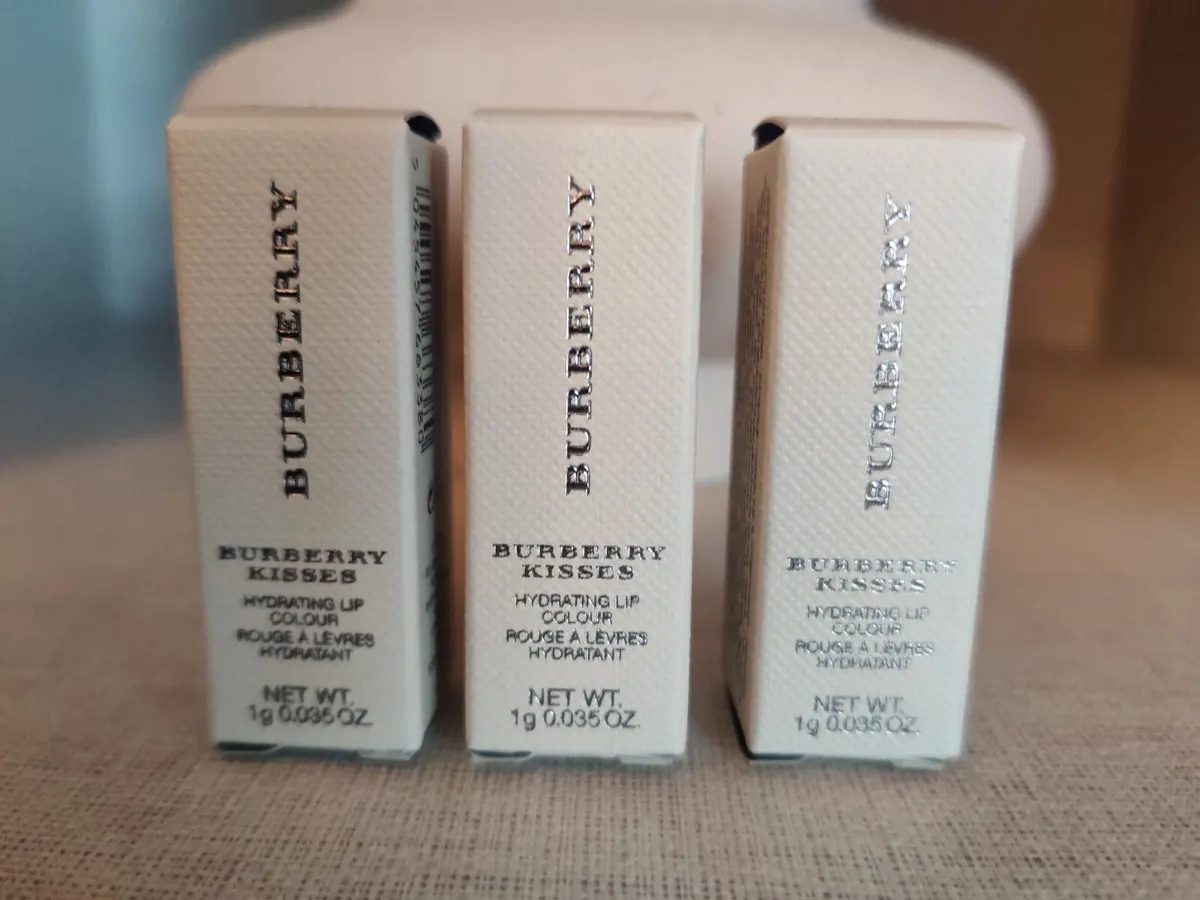 BURBERRY
BURBERRY
KISSES
HYDRATING LIP
COLOUR
ROUGE À LÈVRES
HYDRATANT
NET WT.
1g 0.035 OZ.
BURBERRY
BURBERRY
KISSES
HYDRATING LIP
COLOUR
ROUGE À LÈVRES
HYDRATANT
NET WT.
1g 0.035 OZ.
BURBERRY
BURBERRY
KISSES
HYDRATING LIP
COLOUR
ROUGE À LÈVRES
HYDRATANT
NET WT.
1g 0.035 OZ.